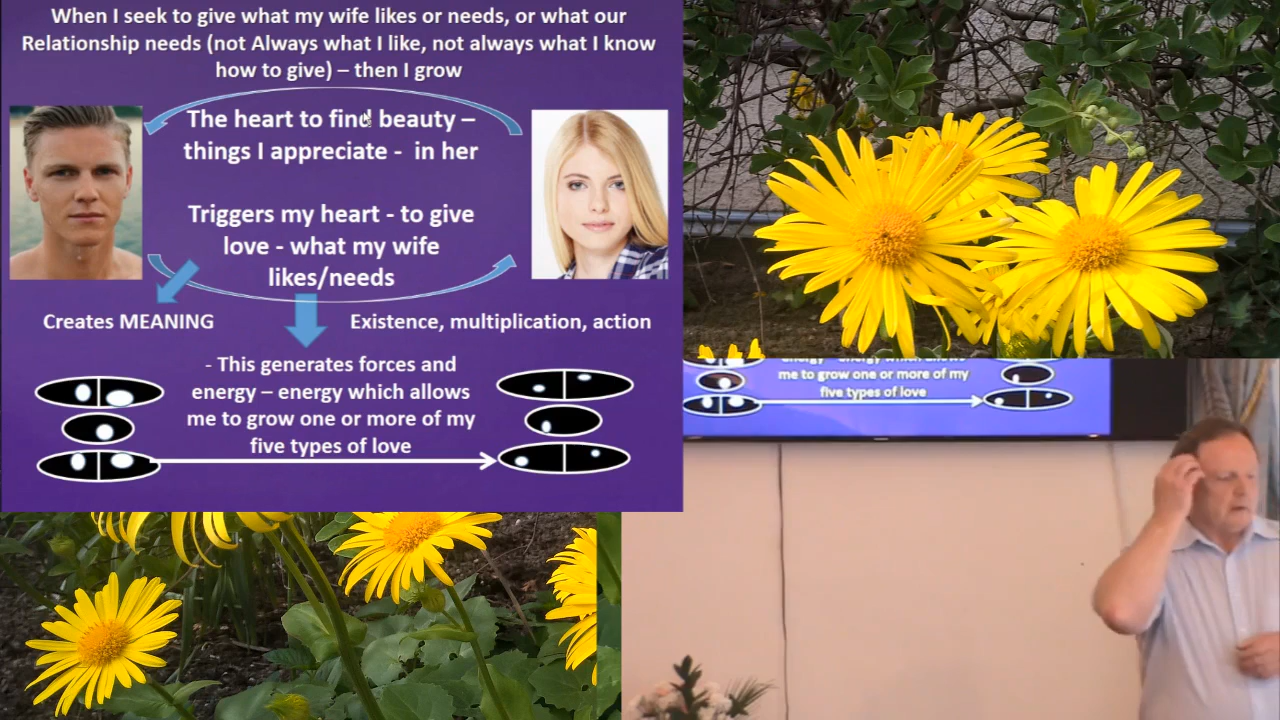 When I seek to give what my wife likes or needs, or what our
Relationship needs (not Always what I like, not always what I know
how to give) – then I grow
The heart to find beauty –
things I appreciate - in her
Triggers my heart - to give
love - what my wife
likes/needs
Creates MEANING
Existence, multiplication, action
- This generates forces and
energy – energy which allows
me to grow one or more of my
five types of love
energy – energy which allows
me to grow one or more of my
five types of love